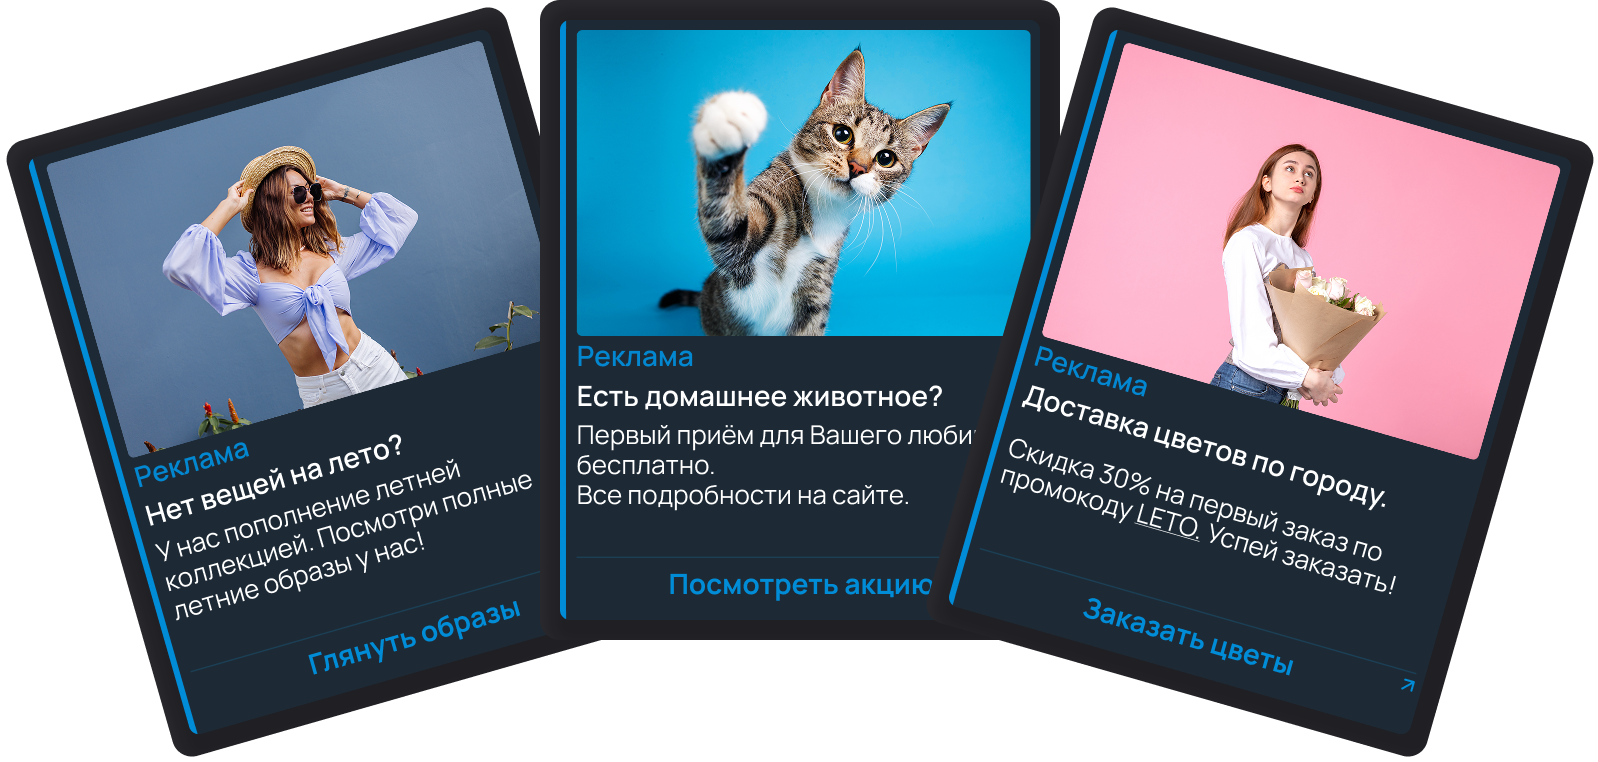 Реклама
Нет вещей на лето?
У нас пополнение летней
коллекцией. Посмотри полные
летние образы у нас!
Глянуть образы
Реклама
Есть домашнее животное?
Первый приём для Вашего
бесплатно.
Все подробности на сайте.
Посмотреть акцию
Реклама
Доставка цветов по городу.
Скидка 30% на первый заказ по
промокоду LETO. Успей заказать!
Заказать цветы